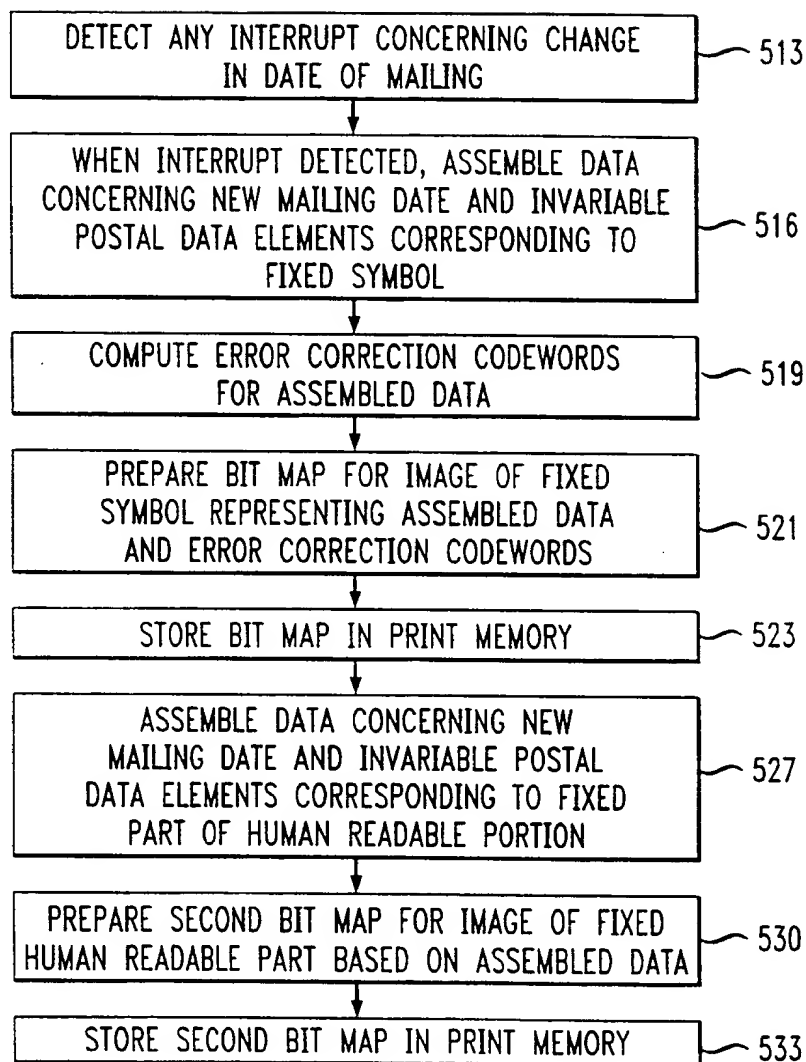 DETECT ANY INTERRUPT CONCERNING CHANGE
IN DATE OF MAILING
513
WHEN INTERRUPT DETECTED, ASSEMBLE DATA
CONCERNING NEW MAILING DATE AND INVARIABLE
POSTAL DATA ELEMENTS CORRESPONDING TO
FIXED SYMBOL
516
COMPUTE ERROR CORRECTION CODEWORDS
FOR ASSEMBLED DATA
519
PREPARE BIT MAP FOR IMAGE OF FIXED
SYMBOL REPRESENTING ASSEMBLED DATA
AND ERROR CORRECTION CODEWORDS
521
STORE BIT MAP IN PRINT MEMORY
523
ASSEMBLE DATA CONCERNING NEW
MAILING DATE AND INVARIABLE POSTAL
DATA ELEMENTS CORRESPONDING TO FIXED
PART OF HUMAN READABLE PORTION
527
PREPARE SECOND BIT MAP FOR IMAGE OF FIXED
HUMAN READABLE PART BASED ON ASSEMBLED DATA
530
STORE SECOND BIT MAP IN PRINT MEMORY
533